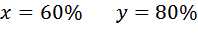 x = 60% y = 80%